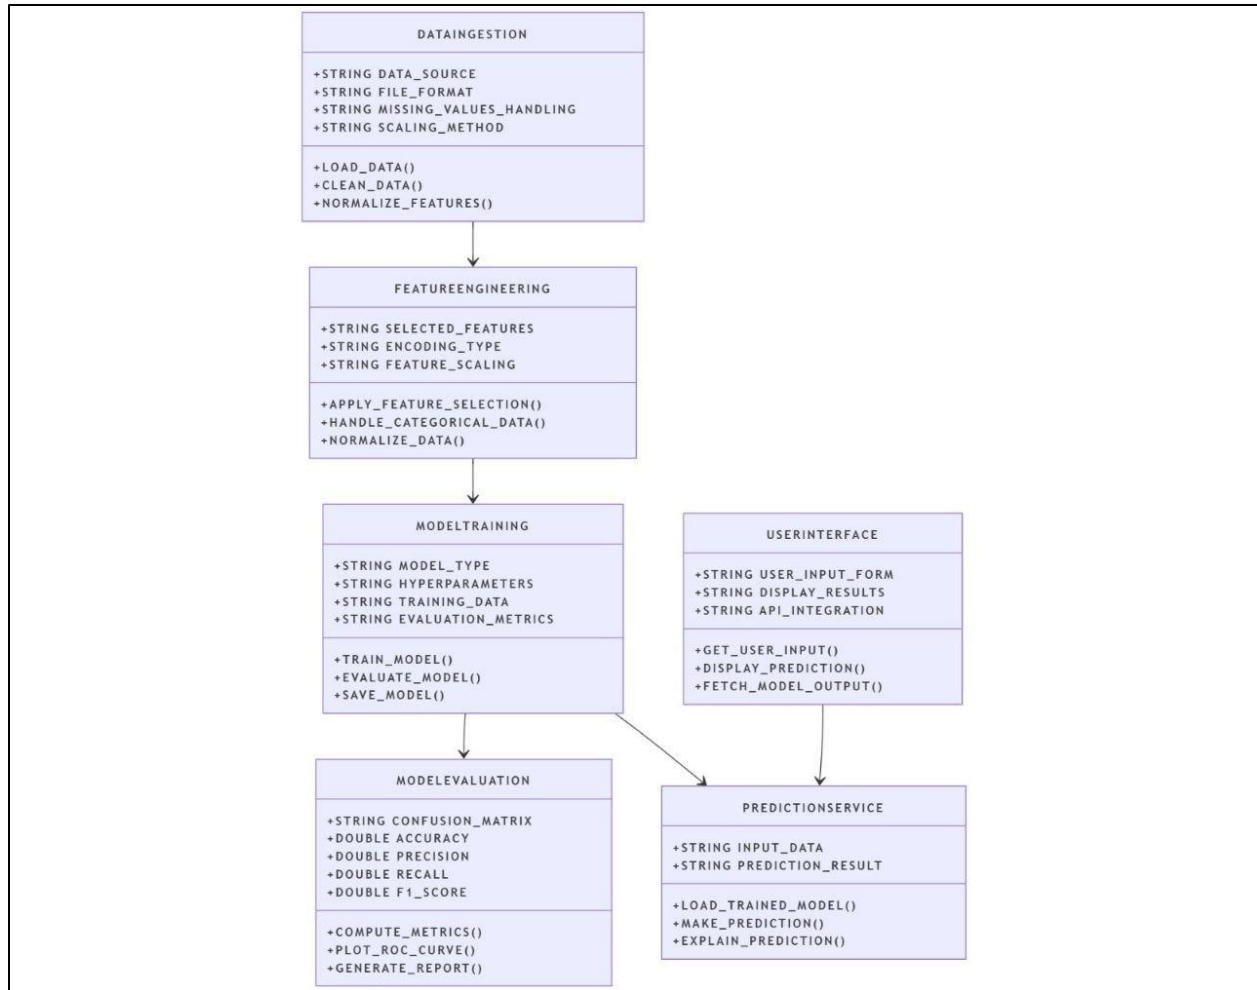 DATAINGESTION
+STRING DATA_SOURCE
+STRING FILE_FORMAT
+STRING MISSING_VALUES_HANDLING
+STRING SCALING_METHOD
+LOAD_DATA()
+CLEAN_DATA()
+NORMALIZE_FEATURES()
FEATUREENGINEERING
+STRING SELECTED_FEATURES
+STRING ENCODING_TYPE
+STRING FEATURE_SCALING
+APPLY_FEATURE_SELECTION()
+HANDLE_CATEGORICAL_DATA()
+NORMALIZE_DATA()
MODELTRAINING
+STRING MODEL_TYPE
+STRING HYPERPARAMETERS
+STRING TRAINING_DATA
+STRING EVALUATION_METRICS
+TRAIN_MODEL()
+EVALUATE_MODEL()
+SAVE_MODEL()
USERINTERFACE
+STRING USER_INPUT_FORM
+STRING DISPLAY_RESULTS
+STRING API_INTEGRATION
+GET_USER_INPUT()
+DISPLAY_PREDICTION()
+FETCH_MODEL_OUTPUT()
MODELEVALUATION
+STRING CONFUSION_MATRIX
+DOUBLE ACCURACY
+DOUBLE PRECISION
+DOUBLE RECALL
+DOUBLE F1_SCORE
+COMPUTE_METRICS()
+PLOT_ROC_CURVE()
+GENERATE_REPORT()
PREDICTIONSERVICE
+STRING INPUT_DATA
+STRING PREDICTION_RESULT
+LOAD_TRAINED_MODEL()
+MAKE_PREDICTION()
+EXPLAIN_PREDICTION()